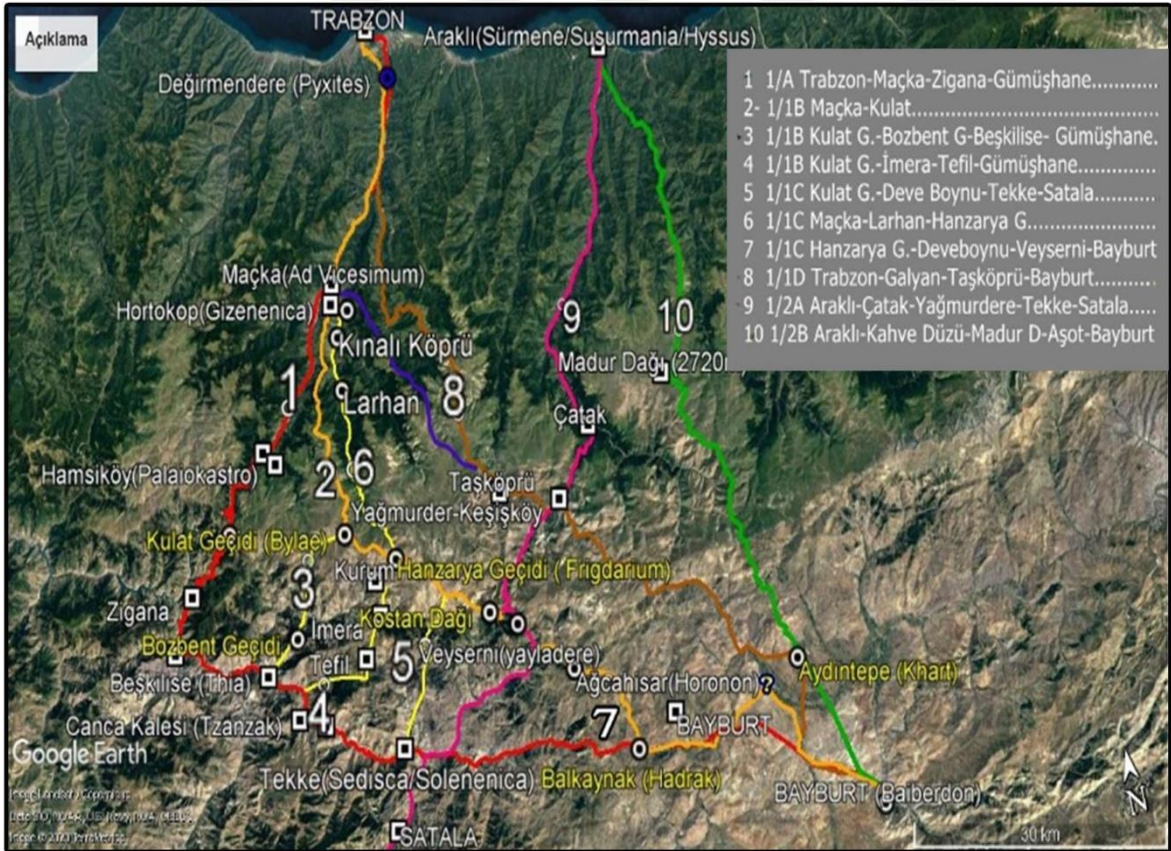 Açıklama
TRABZON
Araklı(Sürmene/Susurmania/Hyssus)
Değirmendere (Pyxites)
1 1/A Trabzon-Maçka-Zigana-Gümüşhane............
2- 1/1B Maçka-Kulat.....................................
3 1/1B Kulat G.-Bozbent G-Beşkilise- Gümüşhane.
4 1/1B Kulat G.-İmera-Tefil-Gümüşhane..............
5 1/1C Kulat G.-Deve Boynu-Tekke-Satala...........
6 1/1C Maçka-Larhan-Hanzarya G...................
7 1/1C Hanzarya G.-Deveboynu-Veyserni-Bayburt
8 1/1D Trabzon-Galyan-Taşköprü-Bayburt..........
9 1/2A Araklı-Çatak-Yağmurdere-Tekke-Satala.....
10 1/2B Araklı-Kahve Düzü-Madur D-Aşot-Bayburt
Maçka(Ad Vicesimum)
Hortokop(Gizenenica)
Kınalı Köprü
9
10
Madur Dağı (2720
1
Larhan
8
Çatak
Hamsıköy(Palaiokastro)
2
6
Taşköprü
Yağmurder-Keşişköy
Kulat Geçidi (Bylae)
Kurum
Hanzarya Geçidi ( Frigdarium)
Zigana
3
Kostan Dağı
İmera
Bozbent Geçidi
Tefil
5
Veyserni(yayladere)
Aydıntepe (Khart)
Beşkilise (Thia)
Ağcahisar(Horonon)
?
Canca Kalesi (Tzanzak)
4
7
BAYBURT
Google Earth
Tekke(Sedisca/Solenenica)
Balkaynak (Hadrak)
BAYBURT (Baiberdon)
N
SATALA
30 km